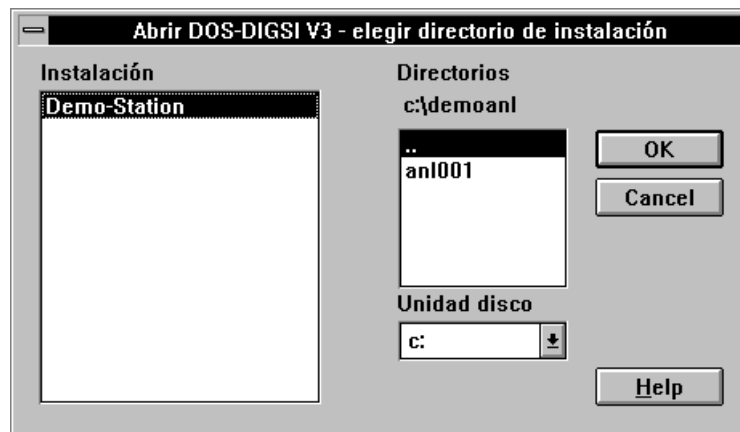 Abrir DOS-DIGSI V3 - elegir directorio de instalación
Instalación
Demo-Station
Directorios
c:\demoanl
..
anl001
Unidad disco
c:
OK
Cancel
Help